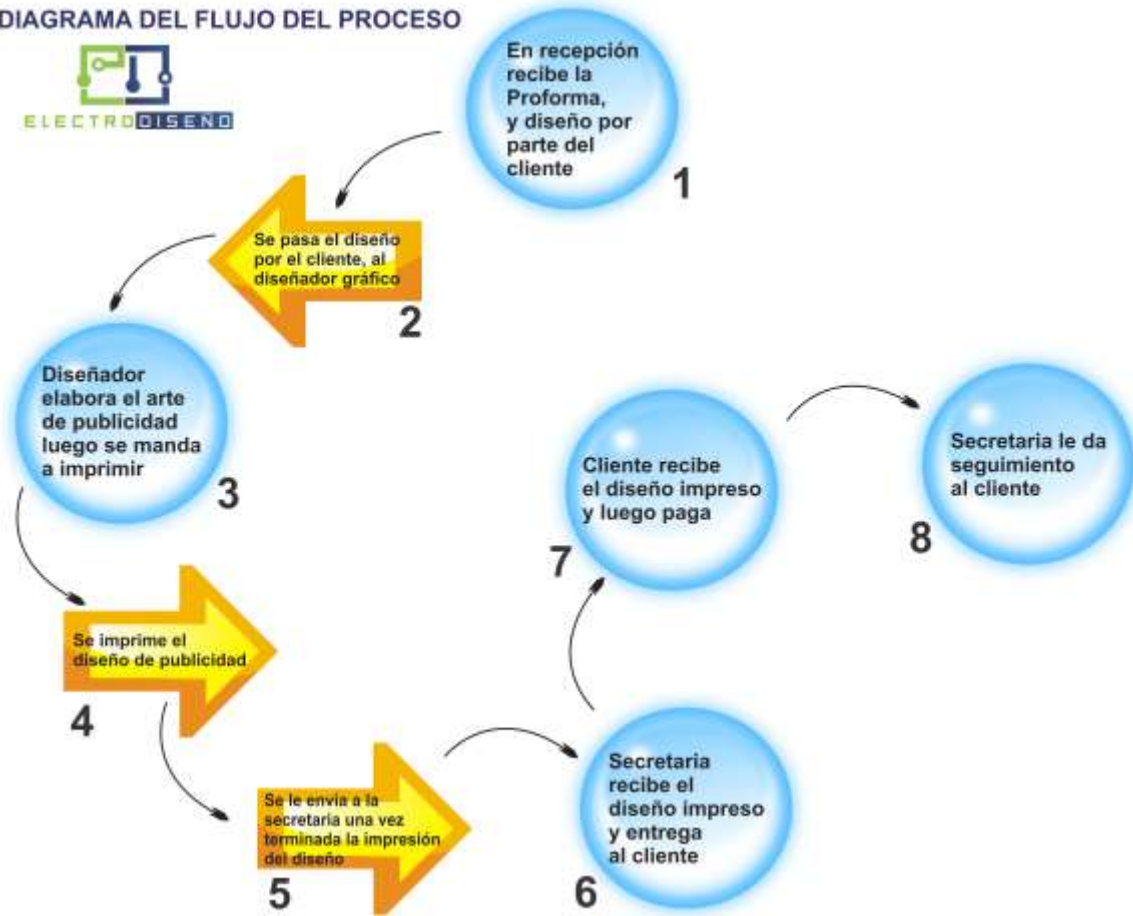 DIAGRAMA DEL FLUJO DEL PROCESO
ELECTRODISEÑO
En recepción
recibe la
Proforma,
y diseño por
parte del
cliente
1
Se pasa el diseño
por el cliente, al
diseñador gráfico
2
Diseñador
elabora el arte
de publicidad
luego se manda
a imprimir
3
Se imprime el
diseño de publicidad
4
Se le envia a la
secretaria una vez
terminada la impresión
del diseño
5
Secretaria
recibe el
diseño impreso
y entrega
al cliente
6
Cliente recibe
el diseño impreso
y luego paga
7
Secretaria le da
seguimiento
al cliente
8